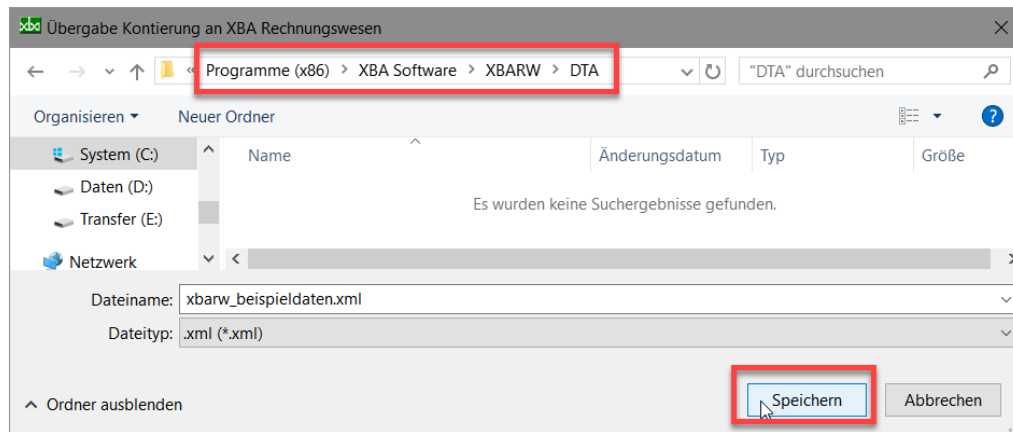 xba Übergabe Kontierung an XBA Rechnungswesen
« Programme (x86) > XBA Software > XBARW > DTA "DTA" durchsuchen
Organisieren Neuer Ordner
System (C:) Name Änderungsdatum Typ Größe
Daten (D:)
Es wurden keine Suchergebnisse gefunden.
Transfer (E:)
Netzwerk
Dateiname: xbarw_beispieldaten.xml
Dateityp: .xml (*.xml)
Ordner ausblenden Speichern Abbrechen